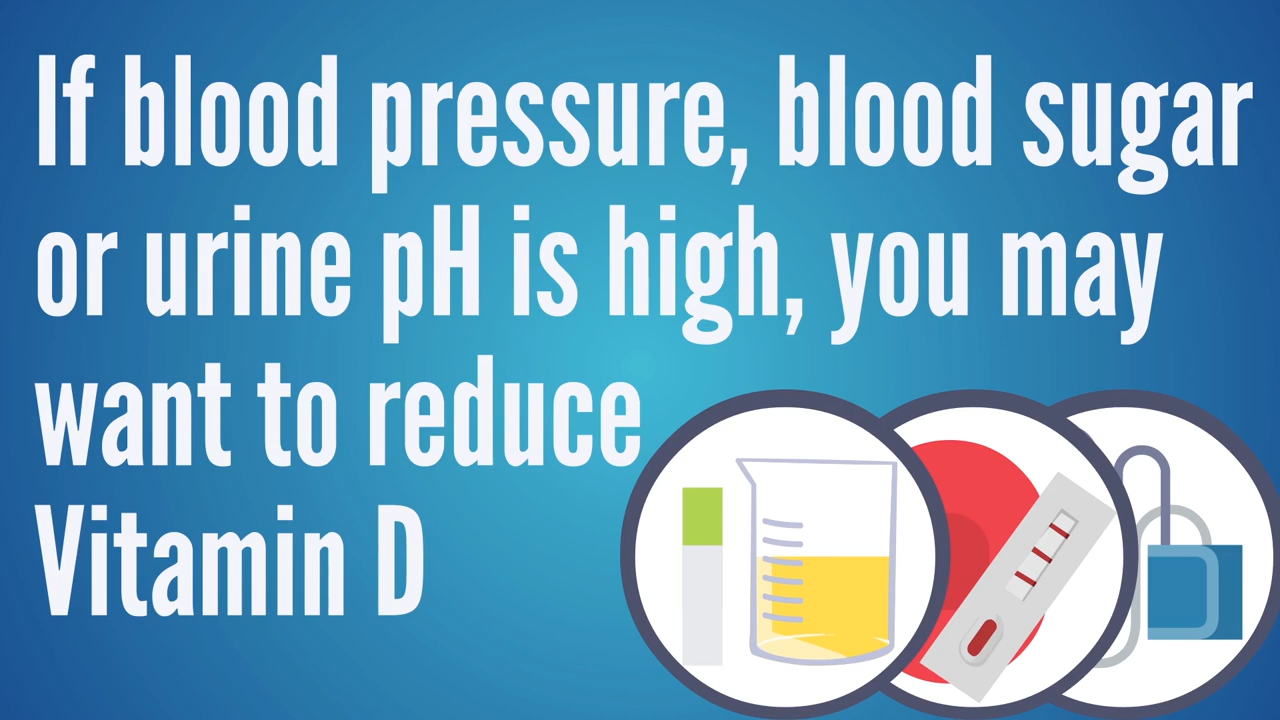 If blood pressure, blood sugar
or urine pH is high, you may
want to reduce
Vitamin D